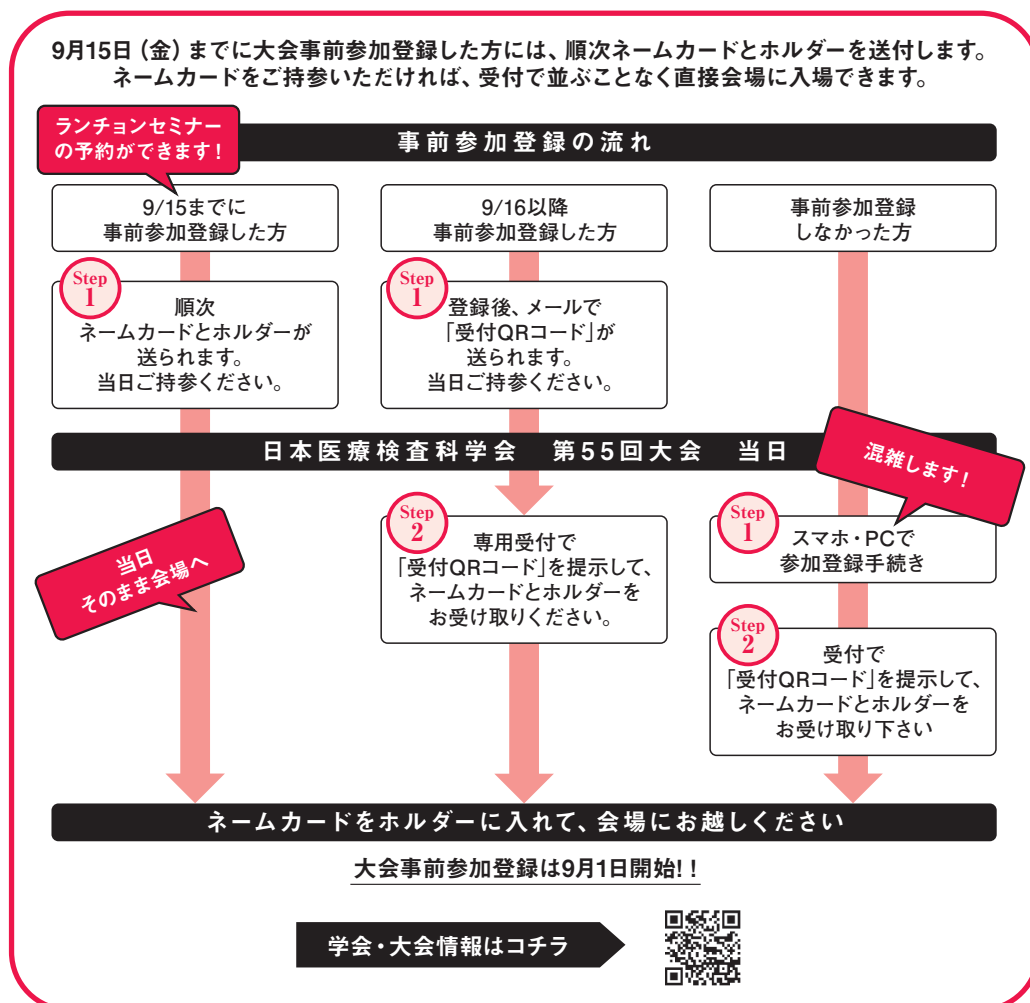 9月15日（金）までに大会事前参加登録した方には、順次ネームカードとホルダーを送付します。
ネームカードをご持参いただければ、受付で並ぶことなく直接会場に入場できます。
ランチョンセミナー
の予約ができます！
事前参加登録の流れ
9/15までに
事前参加登録した方
9/16以降
事前参加登録した方
事前参加登録
しなかった方
Step
1
順次
ネームカードとホルダーが
送られます。
当日ご持参ください。
Step
1
登録後、メールで
「受付QRコード」が
送られます。
当日ご持参ください。
日本医療検査科学会　第55回大会　当日
混雑します！
当日
そのまま会場へ
Step
2
専用受付で
「受付QRコード」を提示して、
ネームカードとホルダーを
お受け取りください。
Step
1
スマホ・PCで
参加登録手続き
Step
2
受付で
「受付QRコード」を提示して、
ネームカードとホルダーを
お受け取り下さい
ネームカードをホルダーに入れて、会場にお越しください
大会事前参加登録は9月1日開始！！
学会・大会情報はコチラ